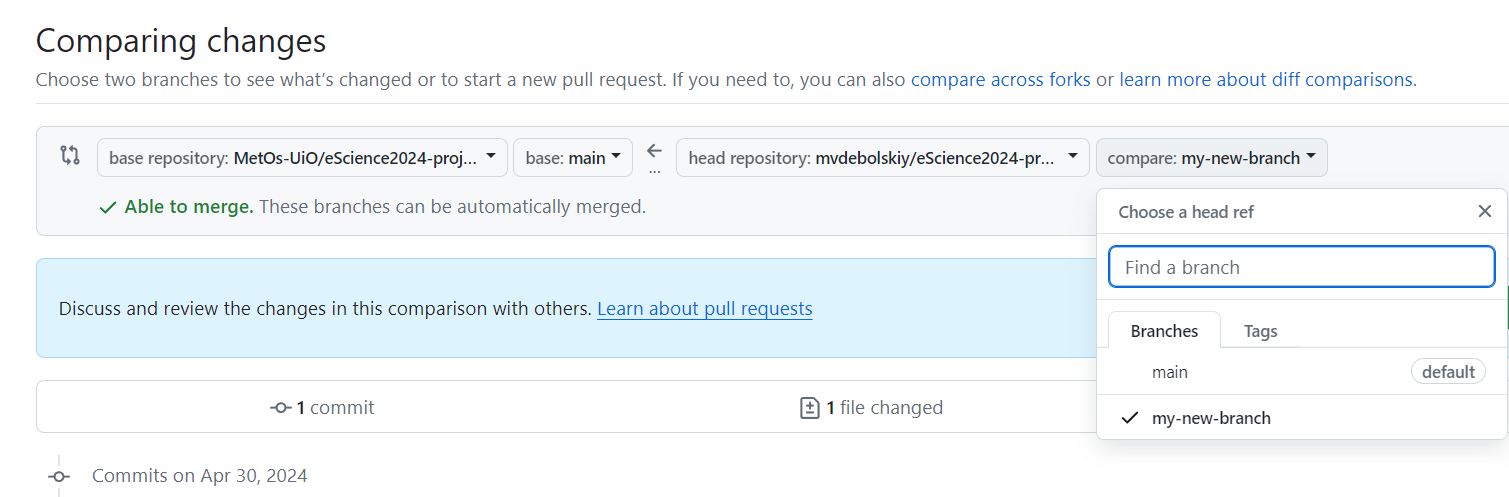 Comparing changes
Choose two branches to see what's changed or to start a new pull request. If you need to, you can also compare across forks or learn more about diff comparisons.
base repository: MetOs-UiO/eScience2024-proj... base: main ... head repository: mvdebolskiy/eScience2024-pr... compare: my-new-branch
Able to merge. These branches can be automatically merged.
Choose a head ref
Find a branch
Discuss and review the changes in this comparison with others. Learn about pull requests
Branches Tags
main default
my-new-branch
1 commit 1 file changed
Commits on Apr 30, 2024